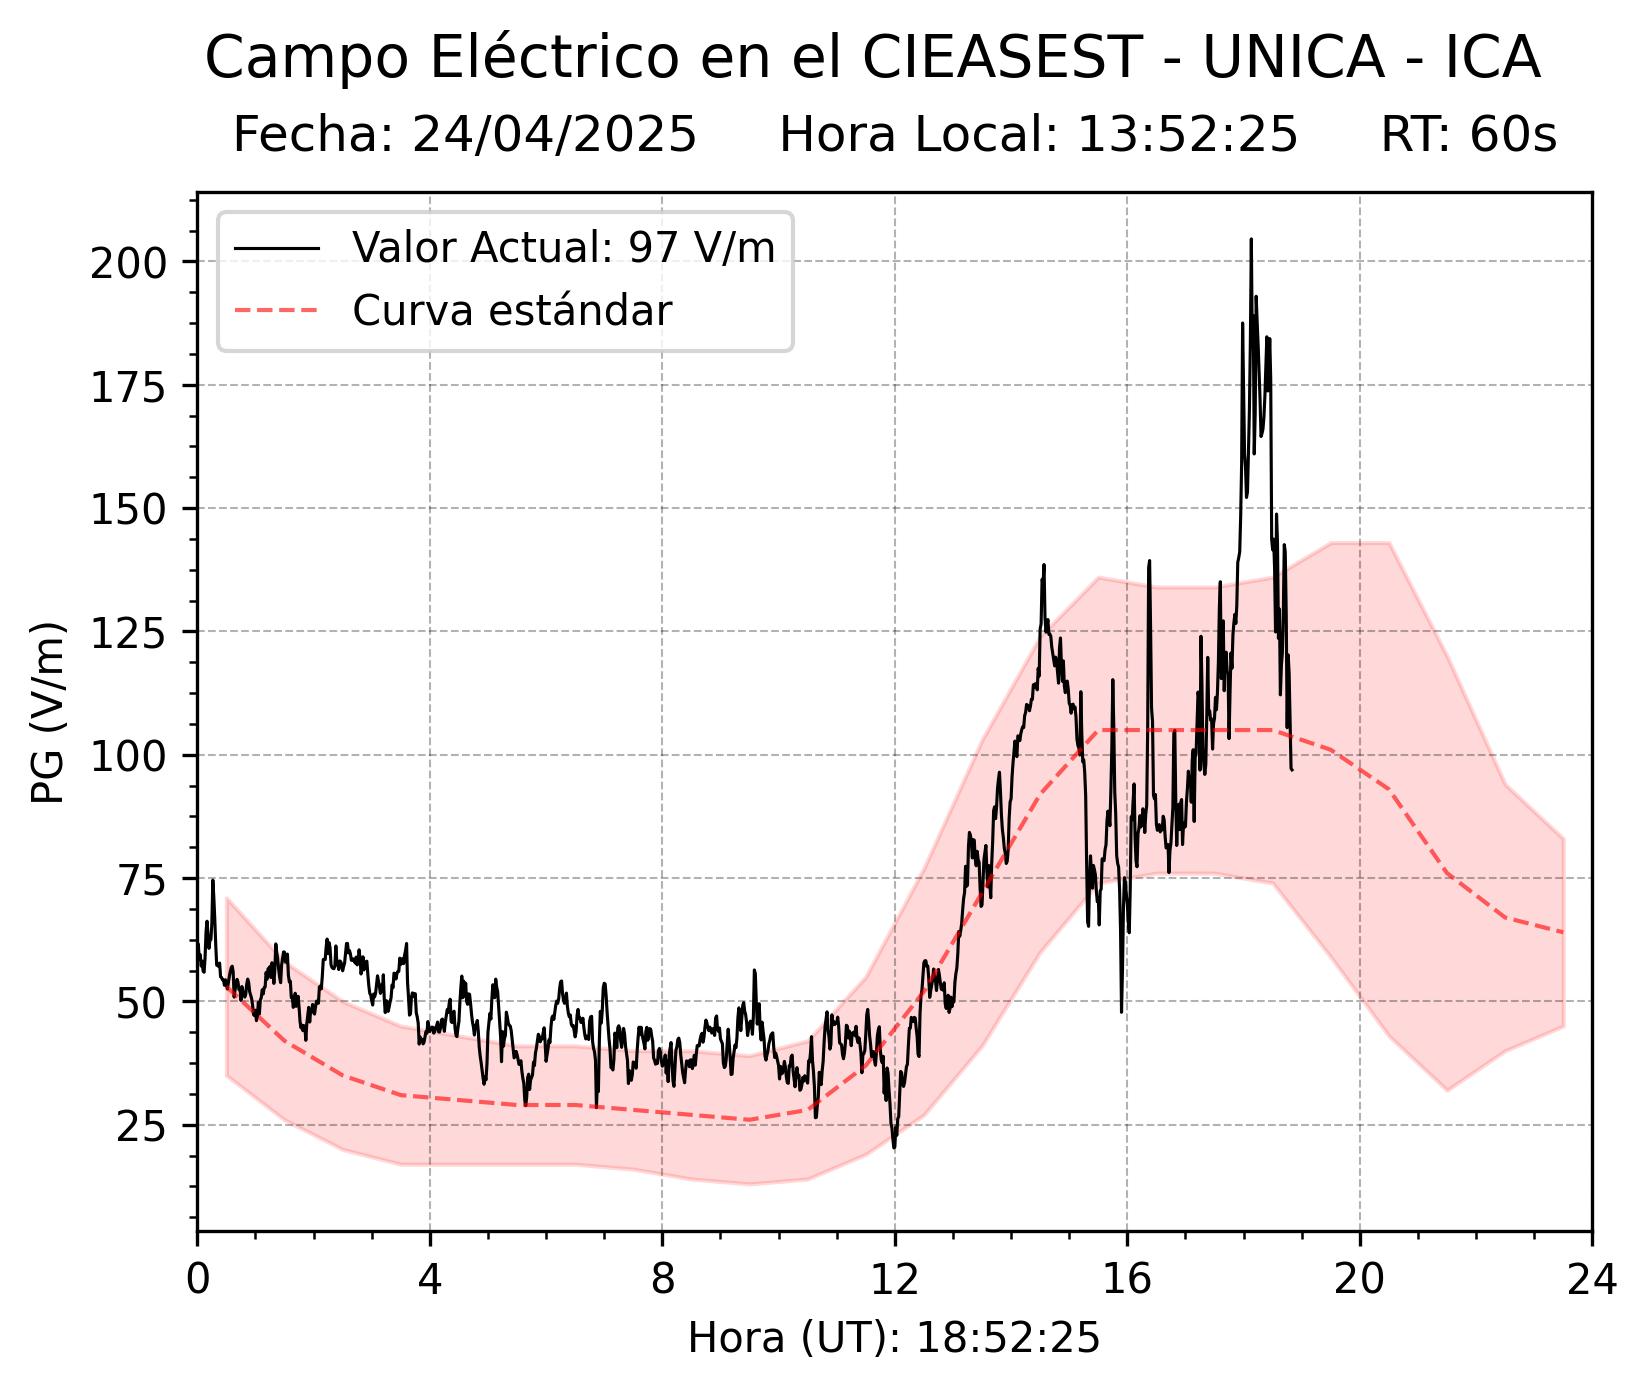 Campo Eléctrico en el CIEASEST - UNICA - ICA
Fecha: 24/04/2025 Hora Local: 13:52:25 RT: 60s
Valor Actual: 97 V/m
Curva estándar
PG (V/m)
200
175
150
125
100
75
50
25
0 4 8 12 16 20 24
Hora (UT): 18:52:25